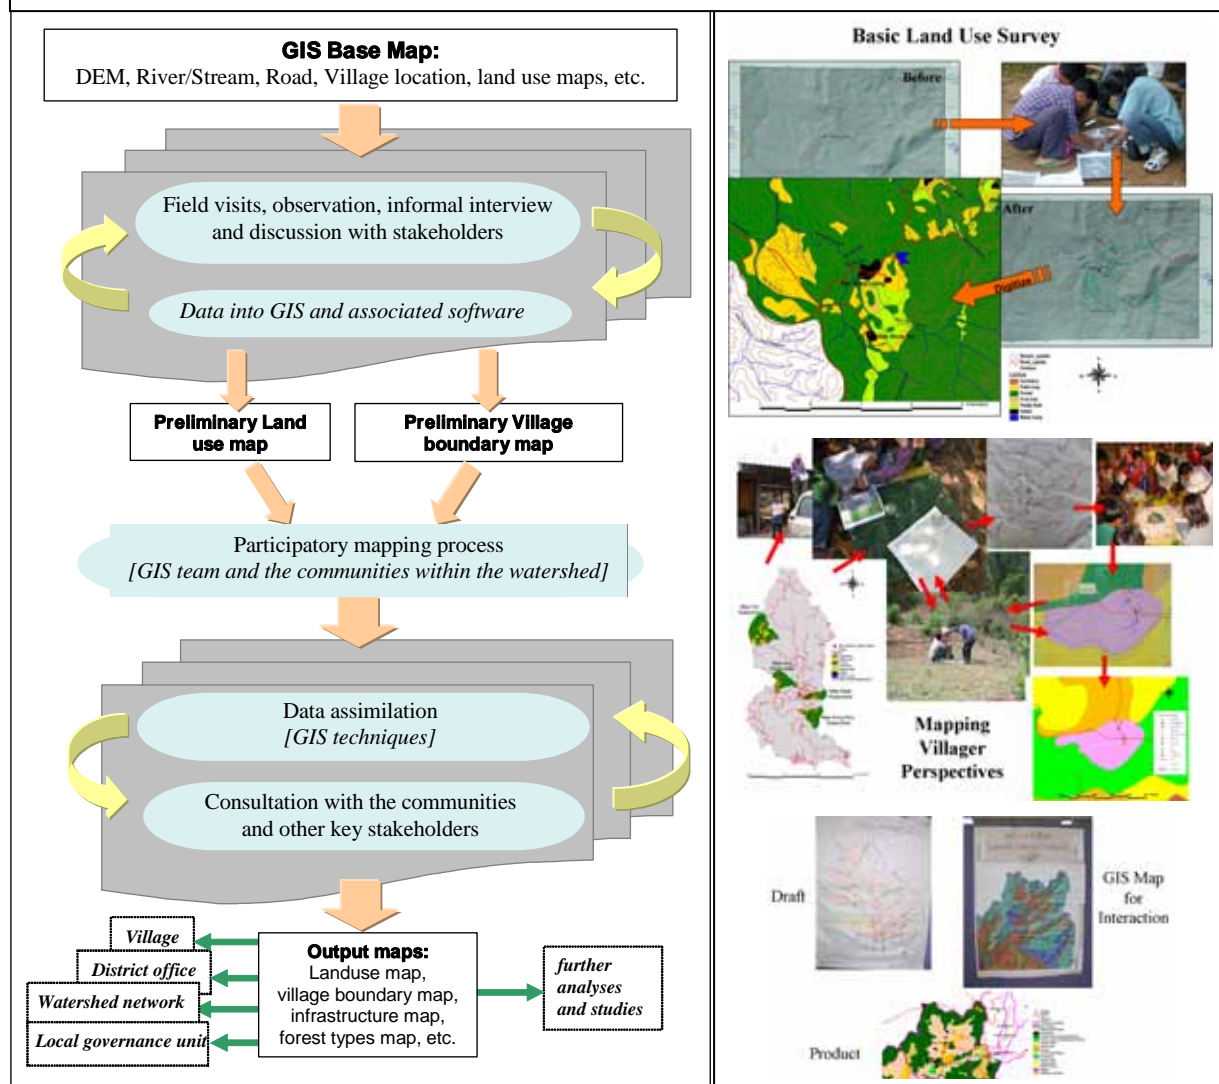 GIS Base Map:
DEM, River/Stream, Road, Village location, land use maps, etc.
Field visits, observation, informal interview
and discussion with stakeholders
Data into GIS and associated software
Preliminary Land
use map
Preliminary Village
boundary map
Participatory mapping process
[GIS team and the communities within the watershed]
Data assimilation
[GIS techniques]
Consultation with the communities
and other key stakeholders
Village
District office
Watershed network
Local governance unit
Output maps:
Landuse map,
village boundary map,
infrastructure map,
forest types map, etc.
further
analyses
and studies
Basic Land Use Survey
Before
After
Digitize
Mapping
Villager
Perspectives
Draft
GIS Map
for
Interaction
Product